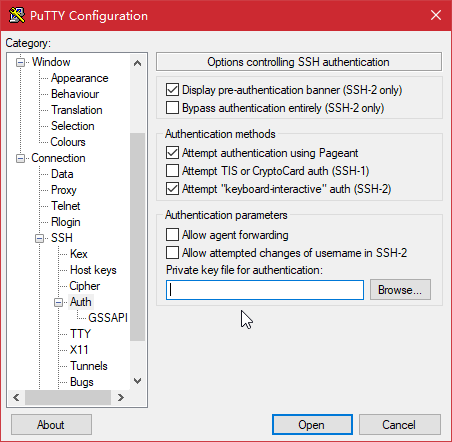 PuTTY Configuration
Category:
Window
Appearance
Behaviour
Translation
Selection
Colours
Connection
Data
Proxy
Telnet
Rlogin
SSH
Kex
Host keys
Cipher
Auth
GSSAPI
TTY
X11
Tunnels
Bugs
Options controlling SSH authentication
Display pre-authentication banner (SSH-2 only)
Bypass authentication entirely (SSH-2 only)
Authentication methods
Attempt authentication using Pageant
Attempt TIS or CryptoCard auth (SSH-1)
Attempt "keyboard-interactive" auth (SSH-2)
Authentication parameters
Allow agent forwarding
Allow attempted changes of username in SSH-2
Private key file for authentication:
Browse...
About
Open
Cancel